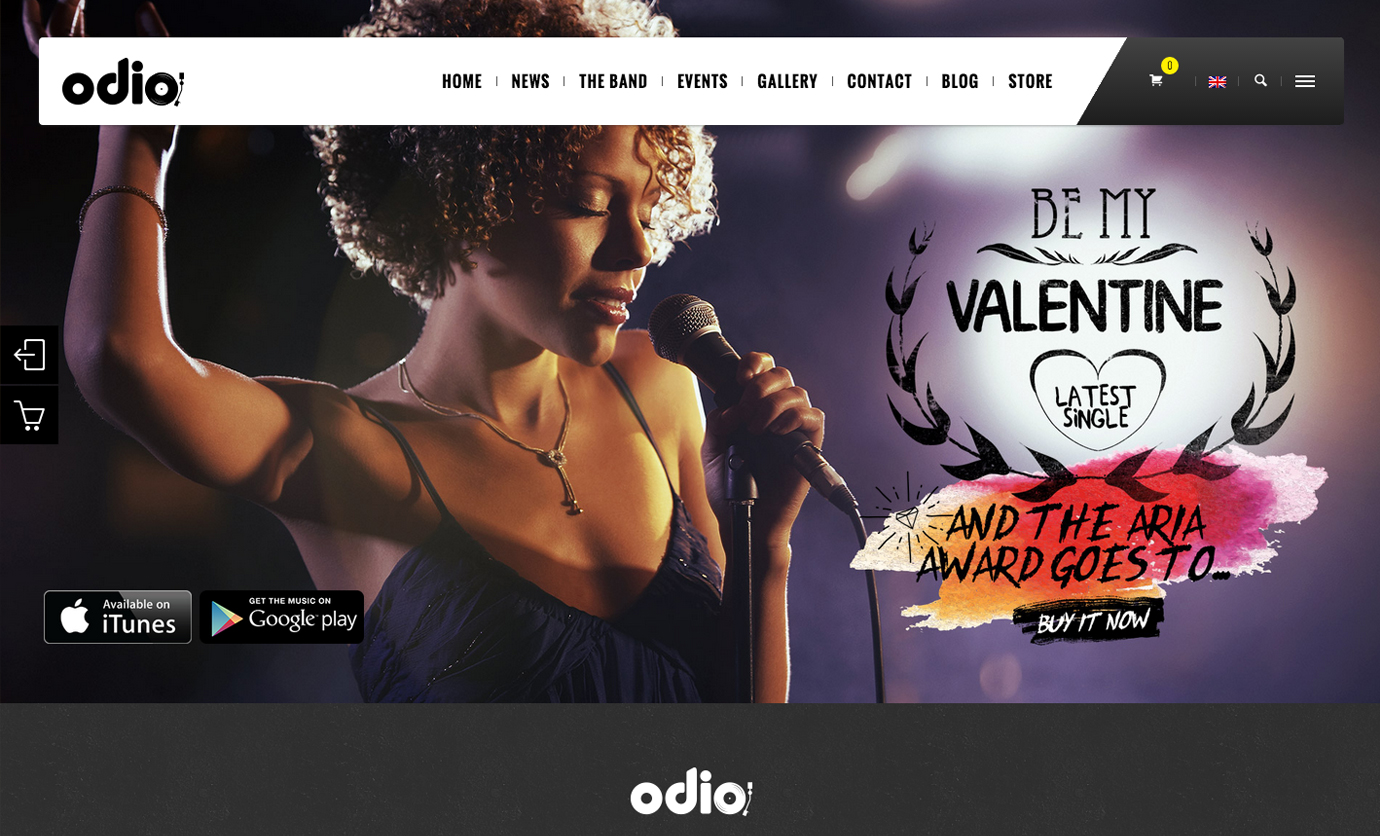 odio
HOME NEWS THE BAND EVENTS GALLERY CONTACT BLOG STORE
0
BE MY
VALENTINE
LATEST
SiNGLE
AND THE ARIA
AWARD GOES TO...
BUY IT NOW
Available on
iTunes
GET THE MUSIC ON
Google play
odio